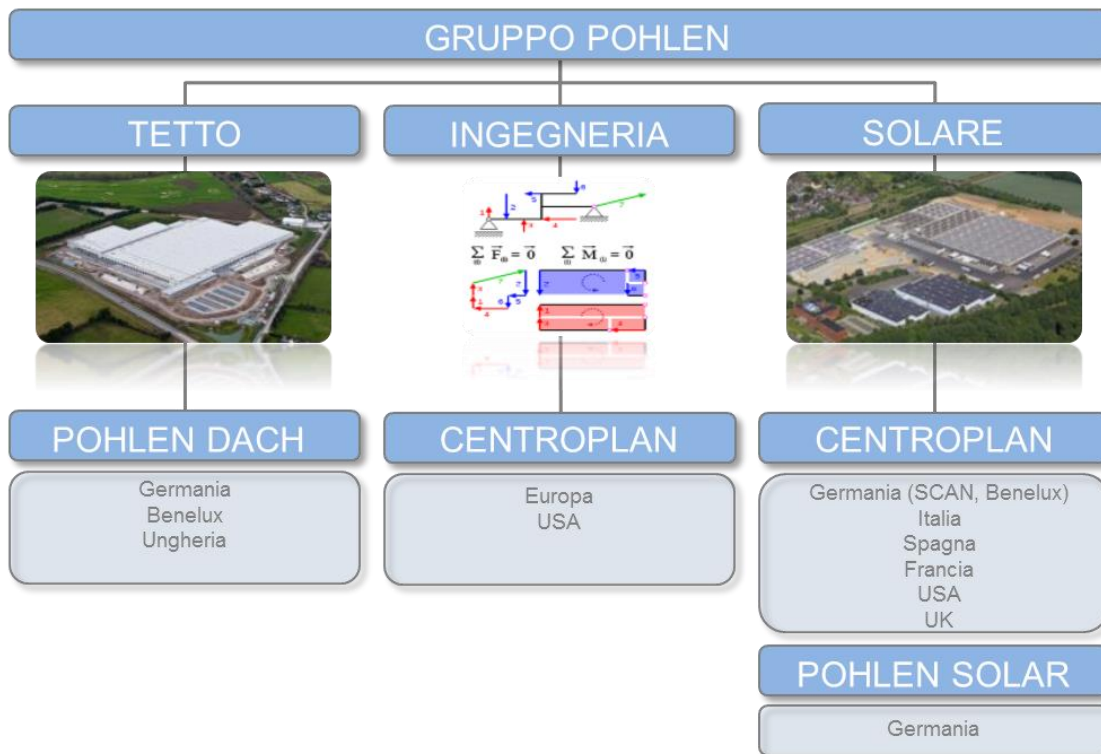 GRUPPO POHLEN
TETTO
INGEGNERIA
SOLARE
POHLEN DACH
Germania
Benelux
Ungheria
CENTROPLAN
Europa
USA
CENTROPLAN
Germania (SCAN, Benelux)
Italia
Spagna
Francia
USA
UK
POHLEN SOLAR
Germania